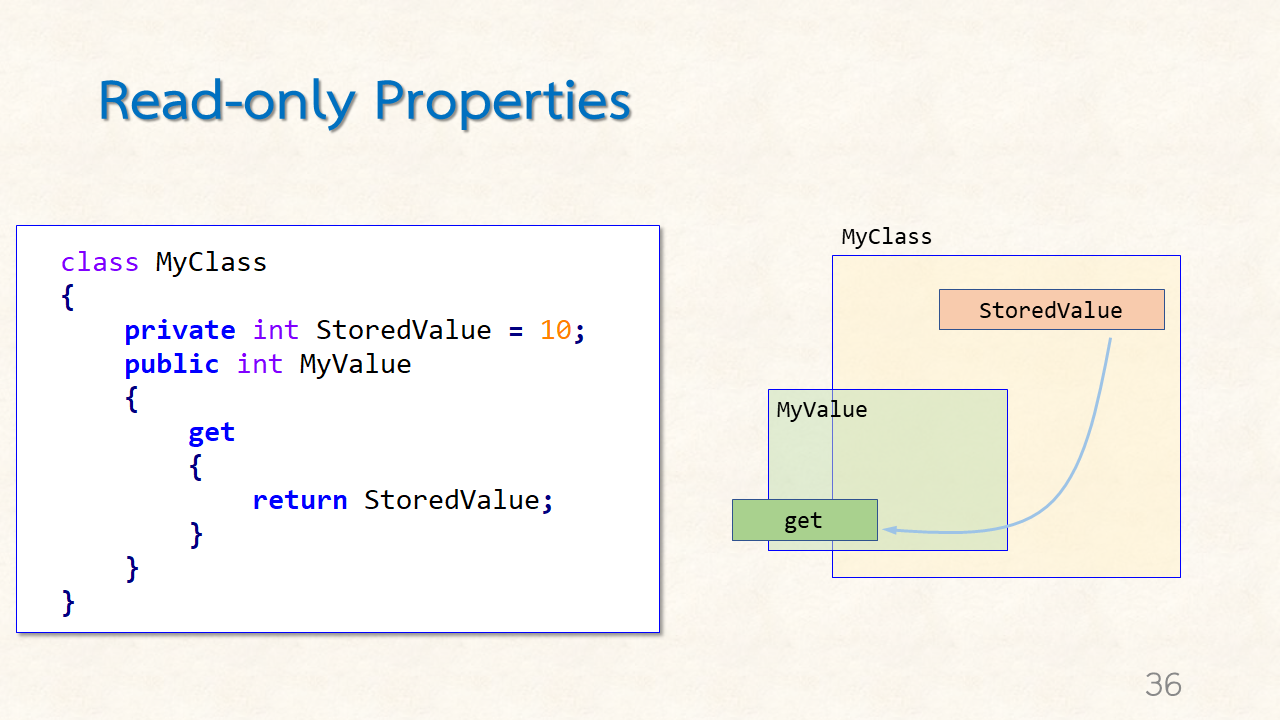 Read-only Properties
class MyClass
{
    private int StoredValue = 10;
    public int MyValue
    {
        get
        {
            return StoredValue;
        }
    }
}
MyClass
StoredValue
MyValue
get
36